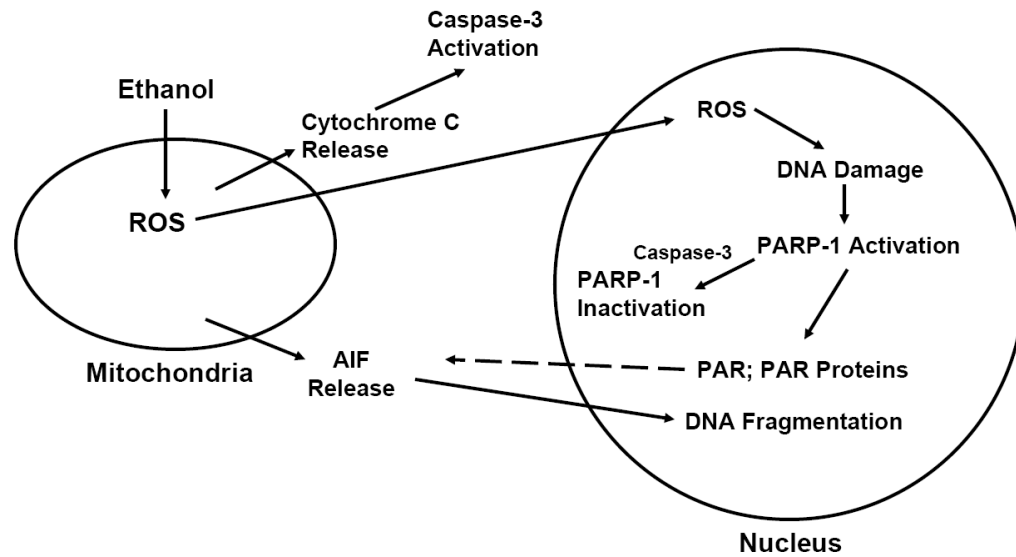 Caspase-3
Activation
Ethanol
Cytochrome C
Release
ROS
Mitochondria
AIF
Release
ROS
DNA Damage
PARP-1 Activation
Caspase-3
PARP-1
Inactivation
PAR; PAR Proteins
DNA Fragmentation
Nucleus